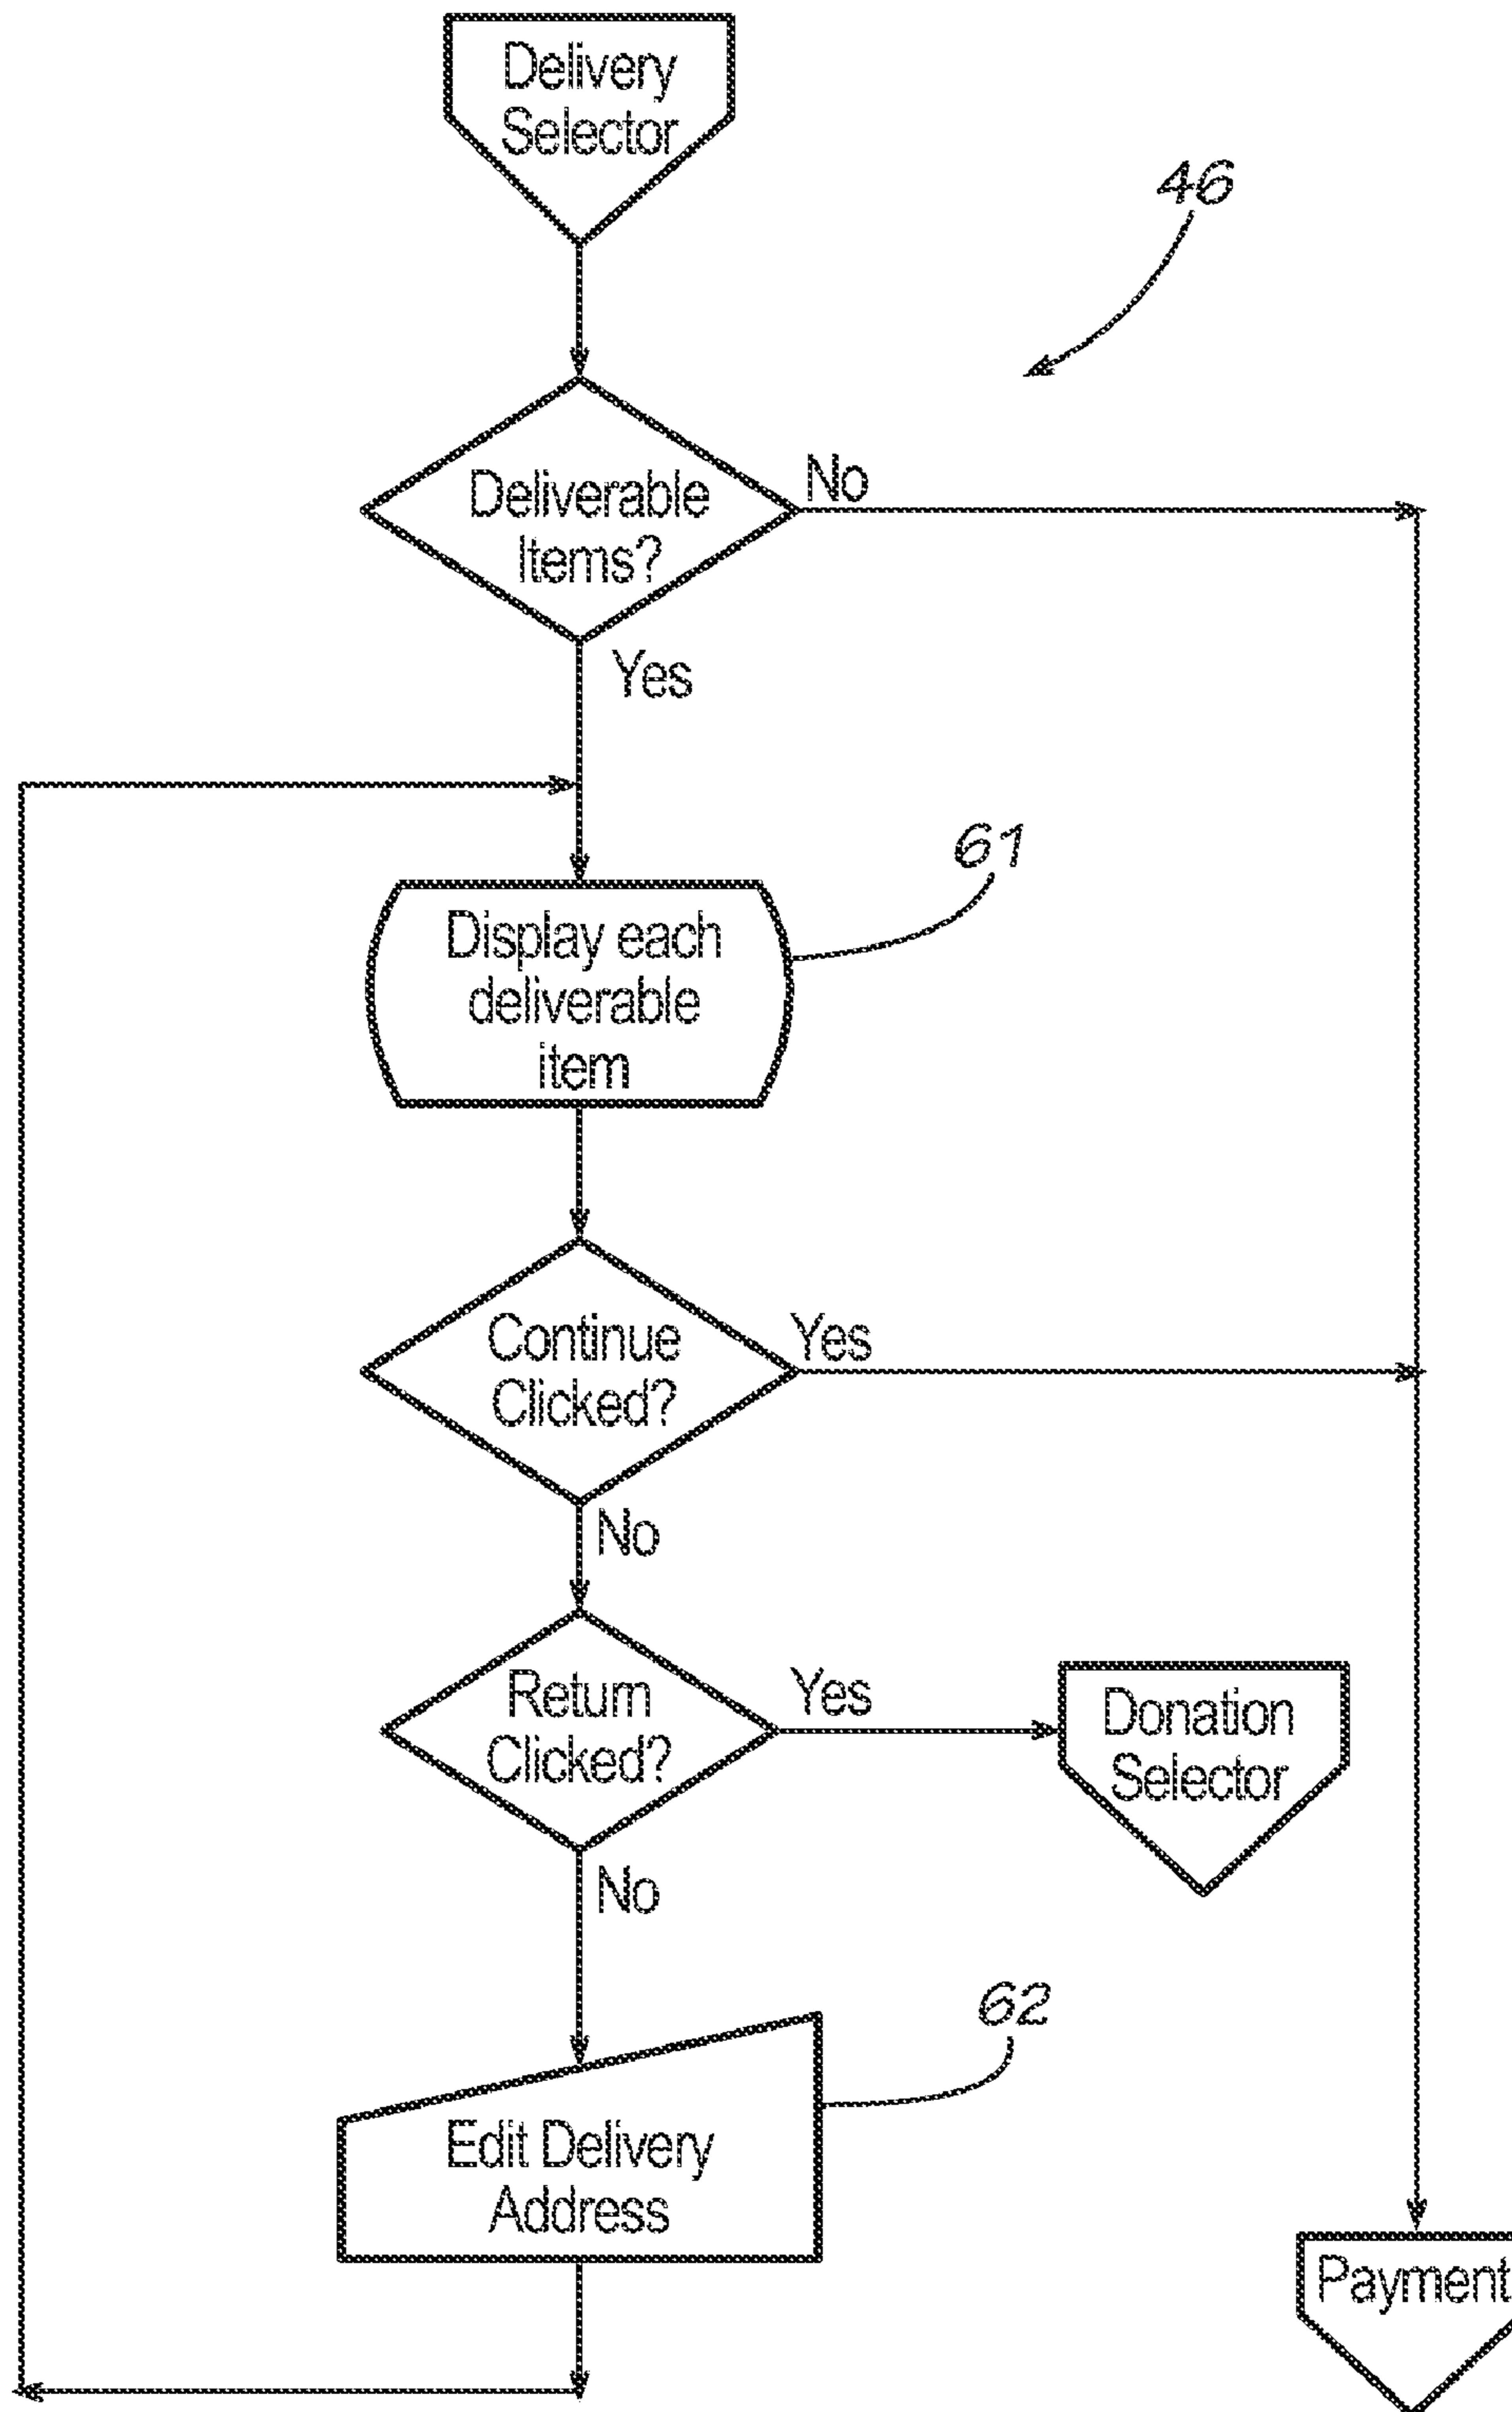 Delivery
Selector
46
Deliverable
Items?
No
Yes
61
Display each
deliverable
item
Continue
Clicked?
Yes
No
Return
Clicked?
Yes
Donation
Selector
No
62
Edit Delivery
Address
Payment